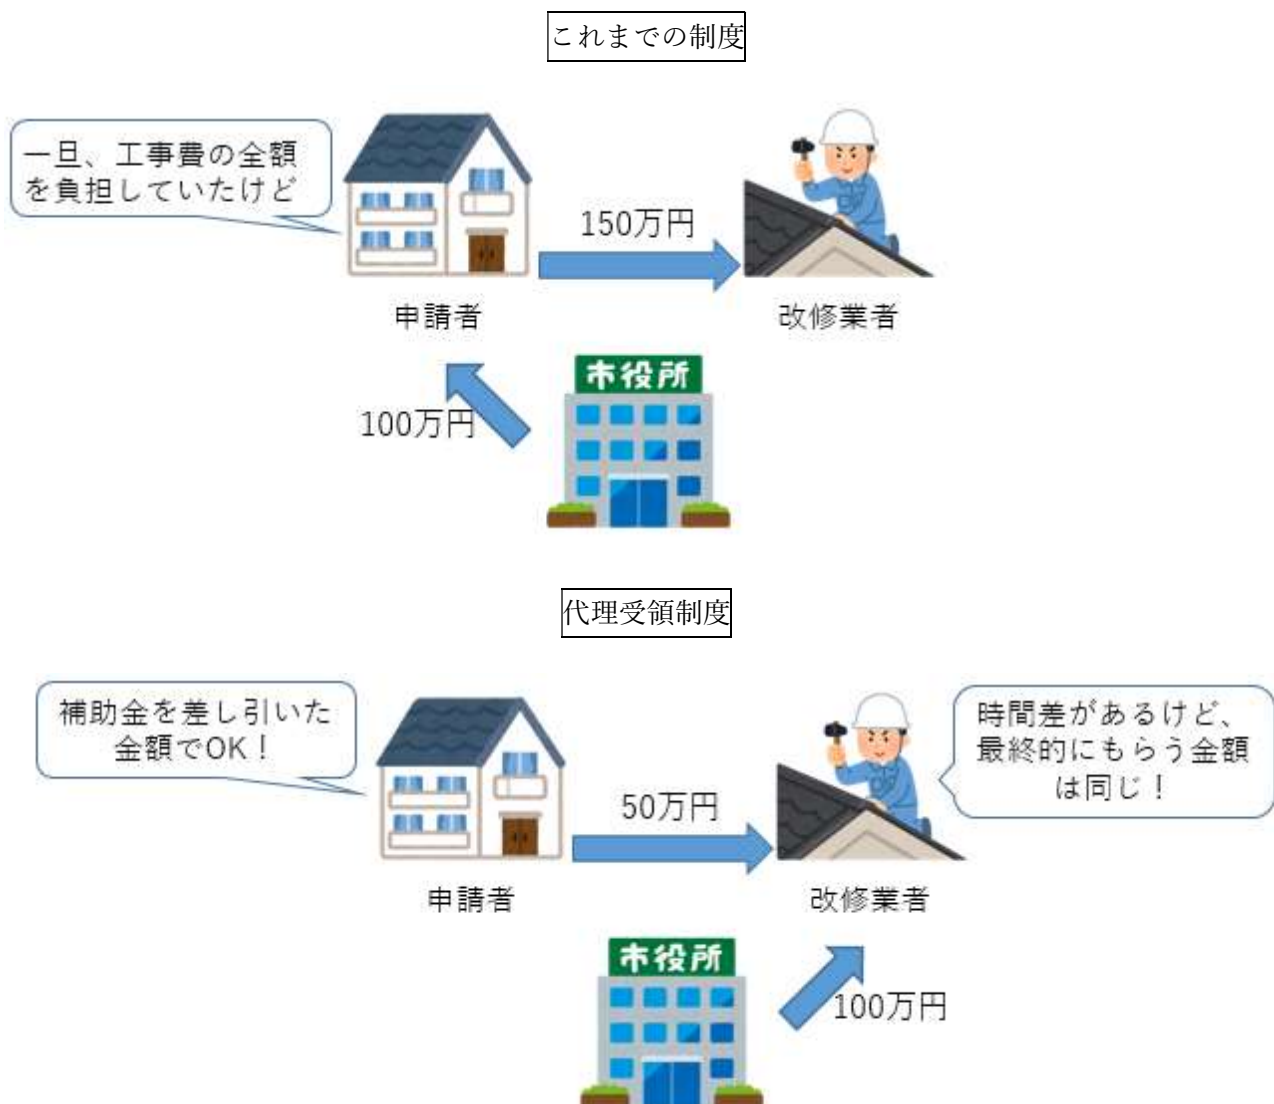 これまでの制度
一旦、工事費の全額
を負担していたけど
150万円
申請者
改修業者
市役所
100万円
代理受領制度
補助金を差し引いた
金額でOK！
時間差があるけど、
最終的にもらう金額
は同じ！
50万円
申請者
改修業者
市役所
100万円